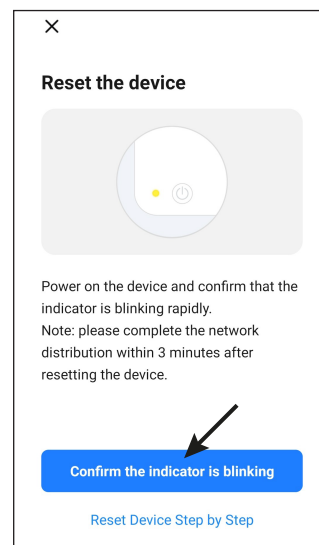 Reset the device
Power on the device and confirm that the
indicator is blinking rapidly.
Note: please complete the network
distribution within 3 minutes after
resetting the device.
Confirm the indicator is blinking
Reset Device Step by Step